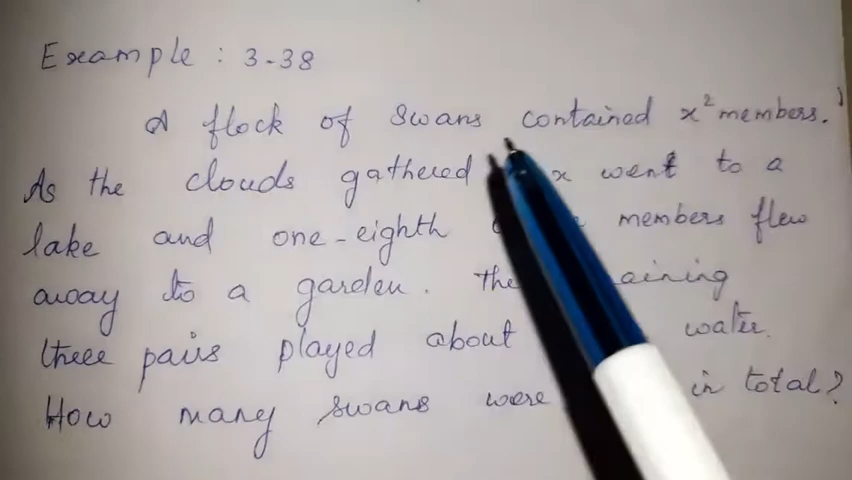 Example : 3-38
A flock of swans contained x² members.
As the clouds gathered x went to a
lake and one-eighth members flew
away to a garden. The
three pairs played about water.
How many swans were in total?